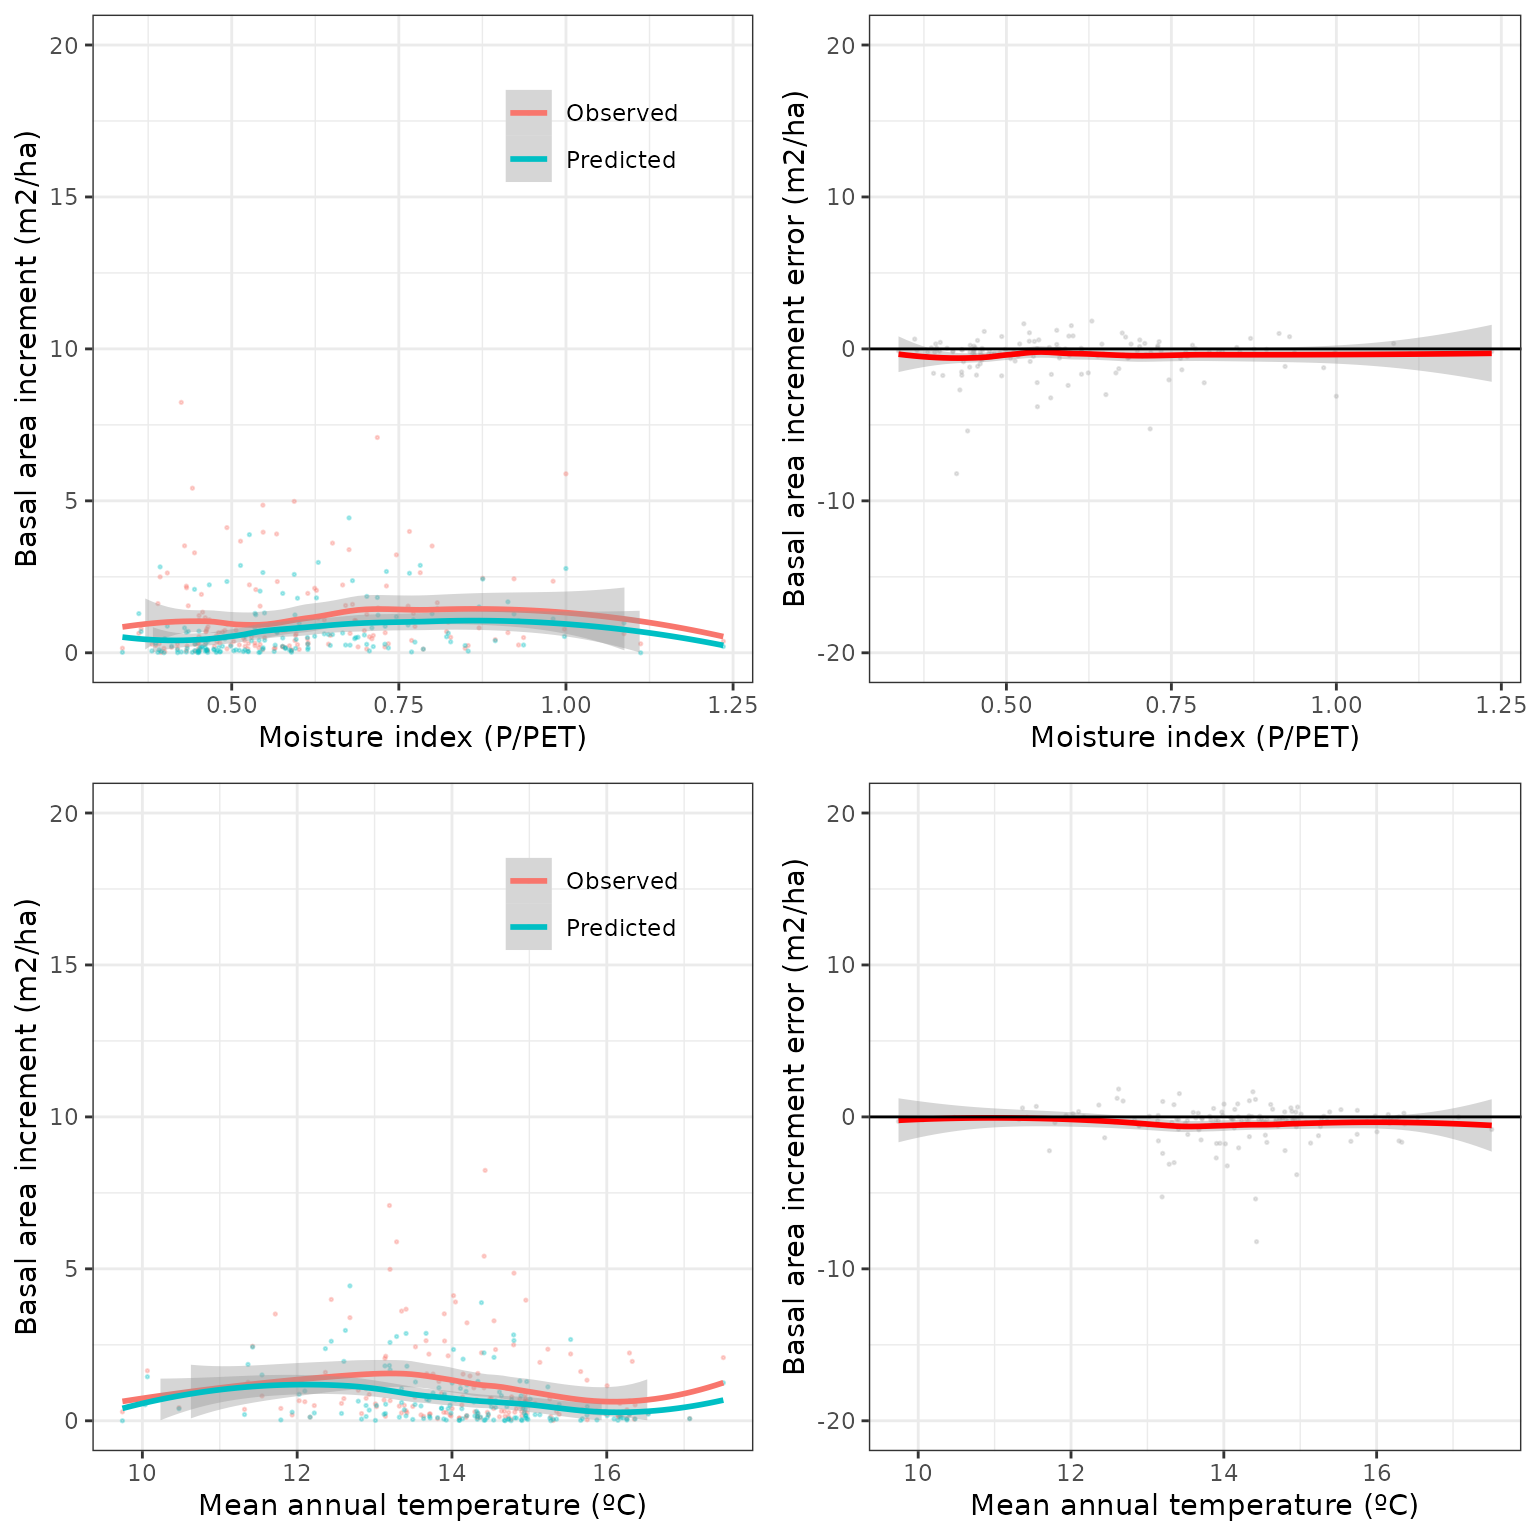 Basal area increment (m2/ha)
20
15
10
5
0
Observed
Predicted
0.50 0.75 1.00 1.25
Moisture index (P/PET)
Basal area increment error (m2/ha)
20
10
0
-10
-20
0.50 0.75 1.00 1.25
Moisture index (P/PET)
Basal area increment (m2/ha)
20
15
10
5
0
Observed
Predicted
10 12 14 16
Mean annual temperature (ºC)
Basal area increment error (m2/ha)
20
10
0
-10
-20
10 12 14 16
Mean annual temperature (ºC)